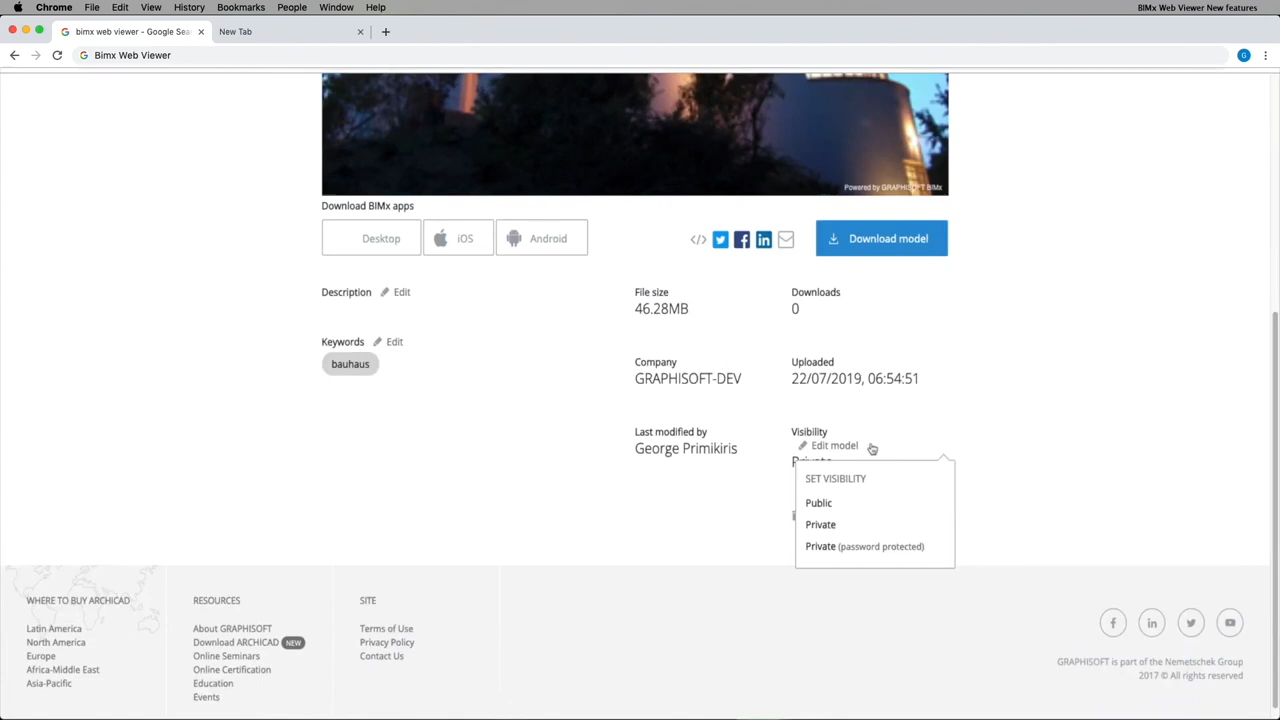 Chrome File Edit View History Bookmarks People Window Help BIMx Web Viewer New features
bimx web viewer - Google Sea New Tab
Bimx Web Viewer
Powered by GRAPHISOFT BIMx
Download BIMx apps
Desktop iOS Android </> Download model
Description Edit File size Downloads
46.28MB 0
Keywords Edit
bauhaus Company Uploaded
GRAPHISOFT-DEV 22/07/2019, 06:54:51
Last modified by Visibility
George Primikiris Edit model
Private
SET VISIBILITY
Public
Private
Private (password protected)
WHERE TO BUY ARCHICAD RESOURCES SITE
Latin America About GRAPHISOFT Terms of Use
North America Download ARCHICAD NEW Privacy Policy
Europe Online Seminars Contact Us
Africa-Middle East Online Certification
Asia-Pacific Education
Events
GRAPHISOFT is part of the Nemetschek Group
2017 © All rights reserved